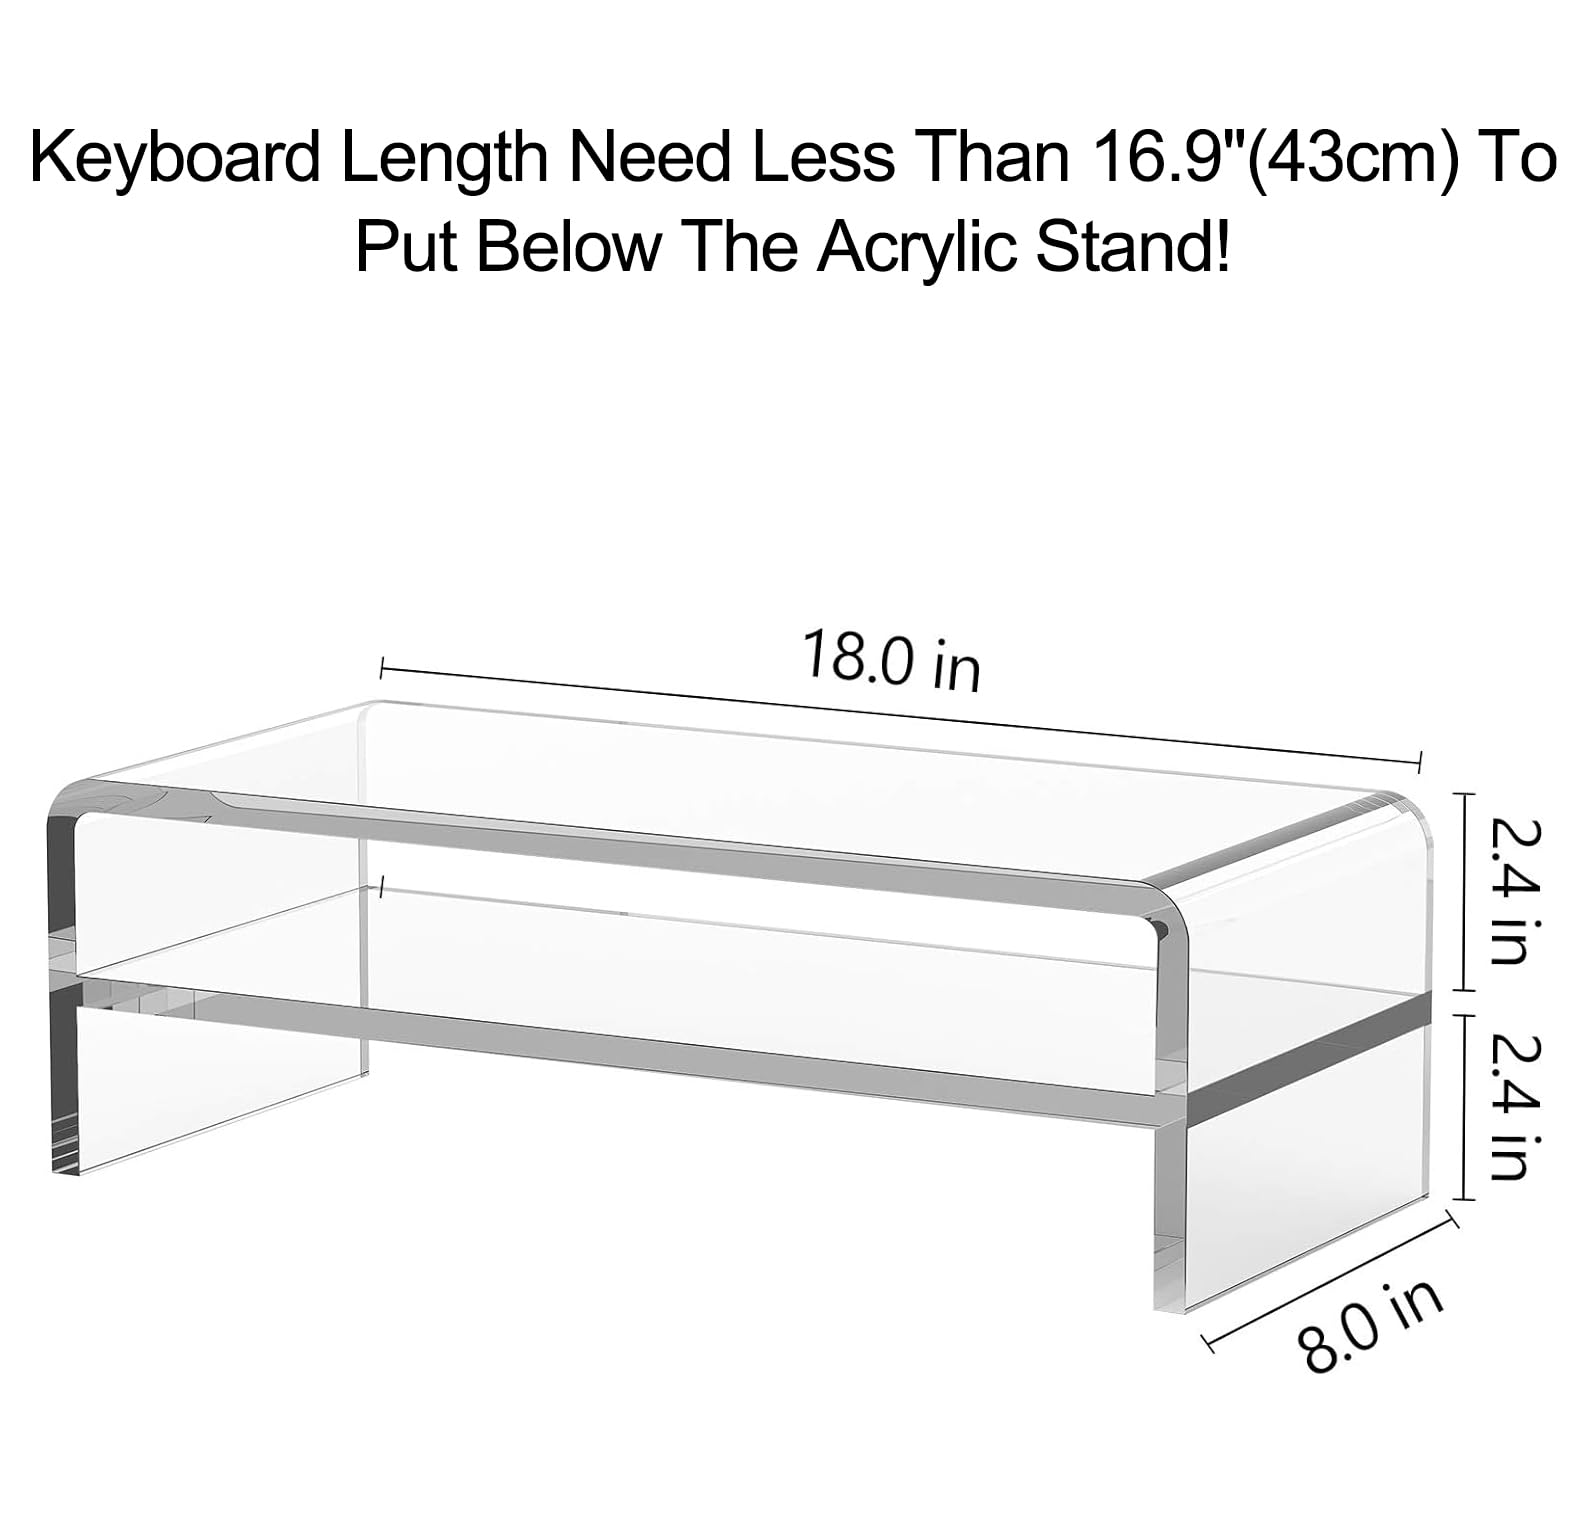 Keyboard Length Need Less Than 16.9"(43cm) To
Put Below The Acrylic Stand!
18.0 in
2.4 in
2.4 in
8.0 in